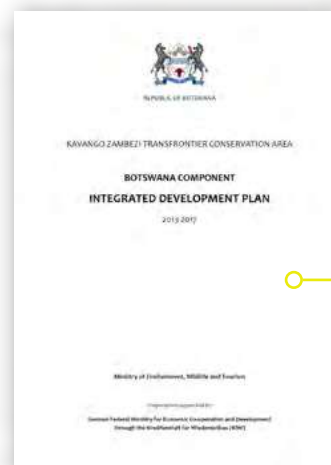 REPUBLIC OF BOTSWANA
KAVANGO ZAMBEZI TRANSFRONTIER CONSERVATION AREA
BOTSWANA COMPONENT
INTEGRATED DEVELOPMENT PLAN
2013-2017
Ministry of Environment, Wildlife and Tourism
German Federal Ministry for Economic Cooperation and Development
through the Kreditanstalt für Wiederaufbau (KfW)